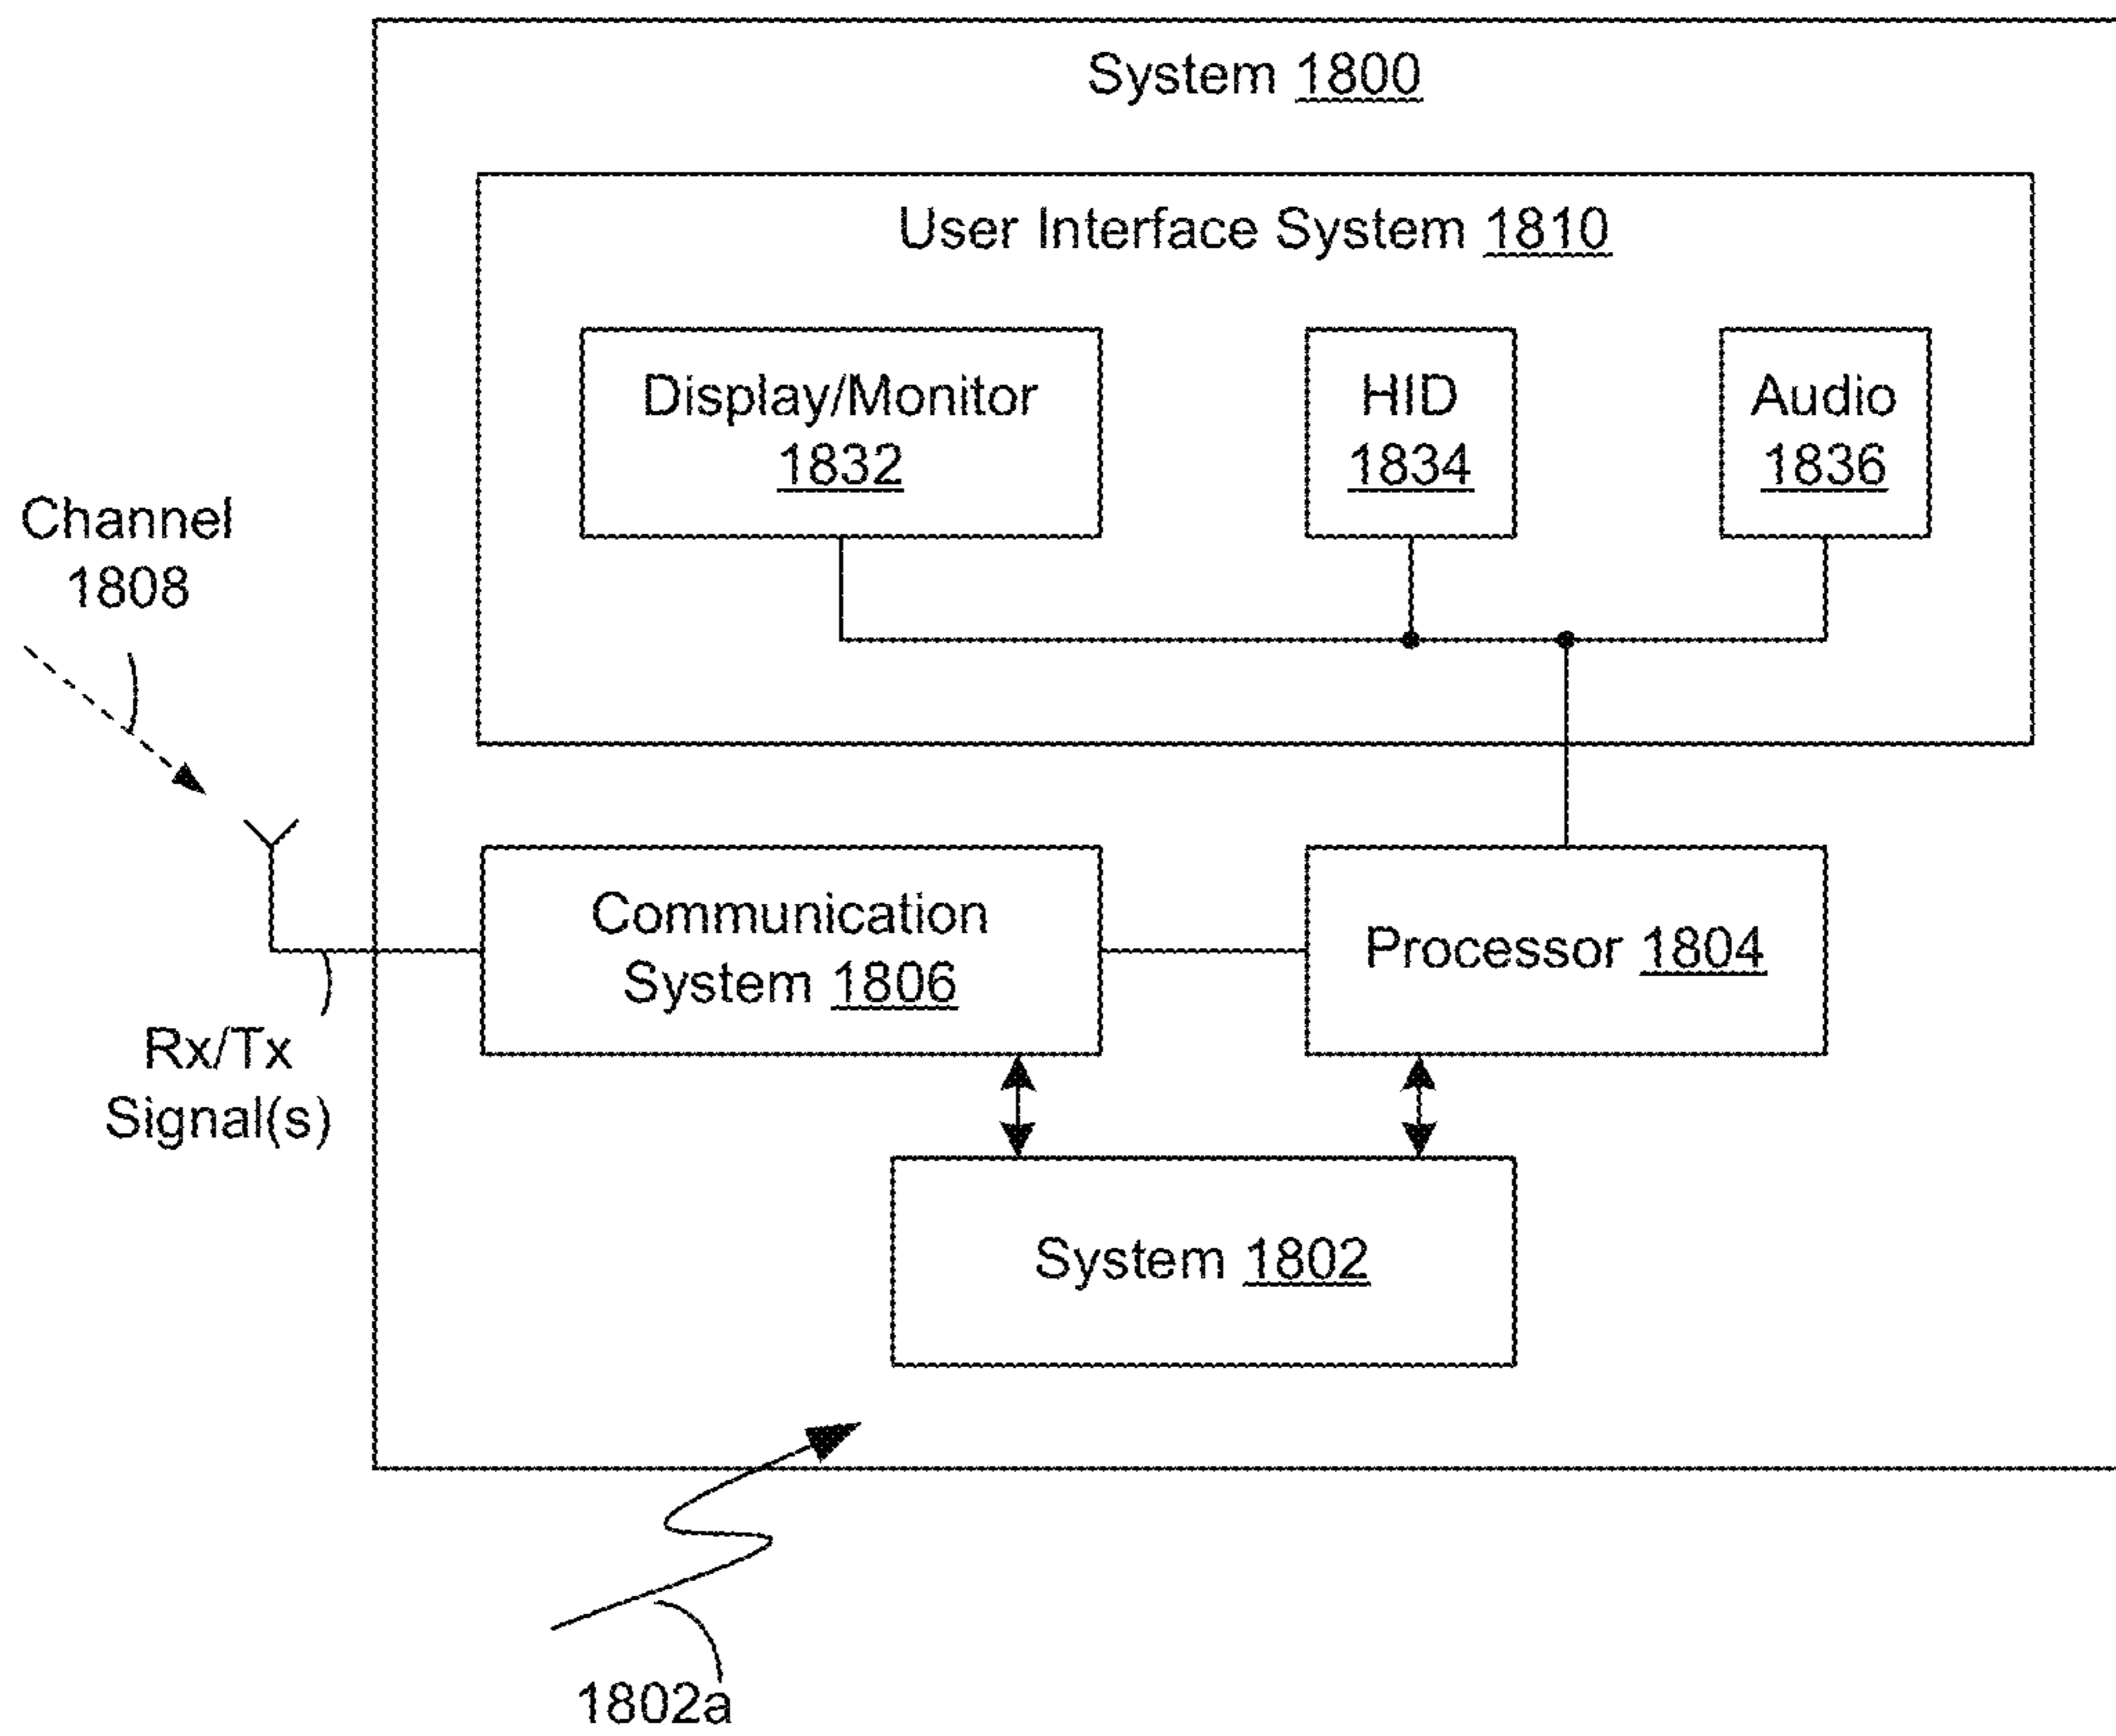 System 1800
User Interface System 1810
Display/Monitor
1832
HID
1834
Audio
1836
Channel
1808
Communication
System 1806
Processor 1804
Rx/Tx
Signal(s)
System 1802
1802a